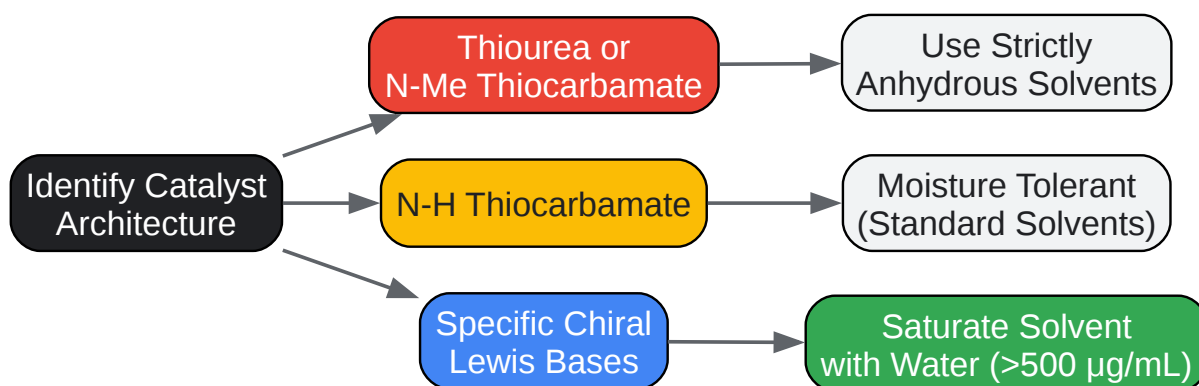 Thiourea or
N-Me Thiocarbamate
Use Strictly
Anhydrous Solvents
Identify Catalyst
Architecture
N-H Thiocarbamate
Moisture Tolerant
(Standard Solvents)
Specific Chiral
Lewis Bases
Saturate Solvent
with Water (>500 µg/mL)